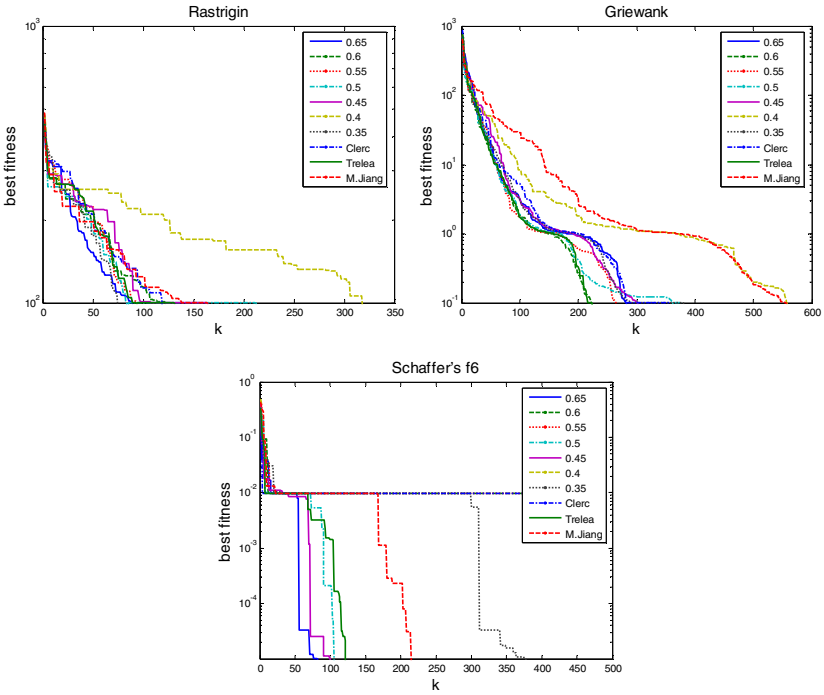 Rastrigin
10^3
10^2
best fitness
0 50 100 150 200 250 300 350
k
0.65
0.6
0.55
0.5
0.45
0.4
0.35
Clerc
Trelea
M.Jiang
Griewank
10^3
10^2
10^1
10^0
10^-1
best fitness
0 100 200 300 400 500 600
k
0.65
0.6
0.55
0.5
0.45
0.4
0.35
Clerc
Trelea
M.Jiang
Schaffer's f6
10^0
10^-1
10^-2
10^-3
10^-4
best fitness
0 50 100 150 200 250 300 350 400 450 500
k
0.65
0.6
0.55
0.5
0.45
0.4
0.35
Clerc
Trelea
M.Jiang